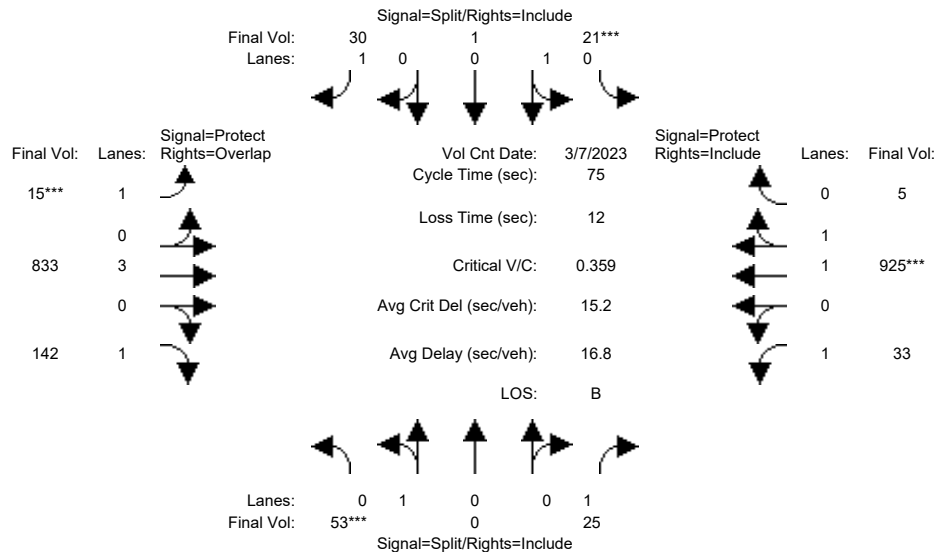 Signal=Split/Rights=Include
Final Vol: 30 1 21***
Lanes: 1 0 0 1 0
Signal=Protect
Final Vol: Lanes: Rights=Overlap
Vol Cnt Date: 3/7/2023
Signal=Protect
Rights=Include Lanes: Final Vol:
Cycle Time (sec): 75
15*** 1
0 5
Loss Time (sec): 12
0
1
833 3
Critical V/C: 0.359
1 925***
0
Avg Crit Del (sec/veh): 15.2
0
142 1
Avg Delay (sec/veh): 16.8
1 33
LOS: B
Lanes: 0 1 0 0 1
Final Vol: 53*** 0 25
Signal=Split/Rights=Include